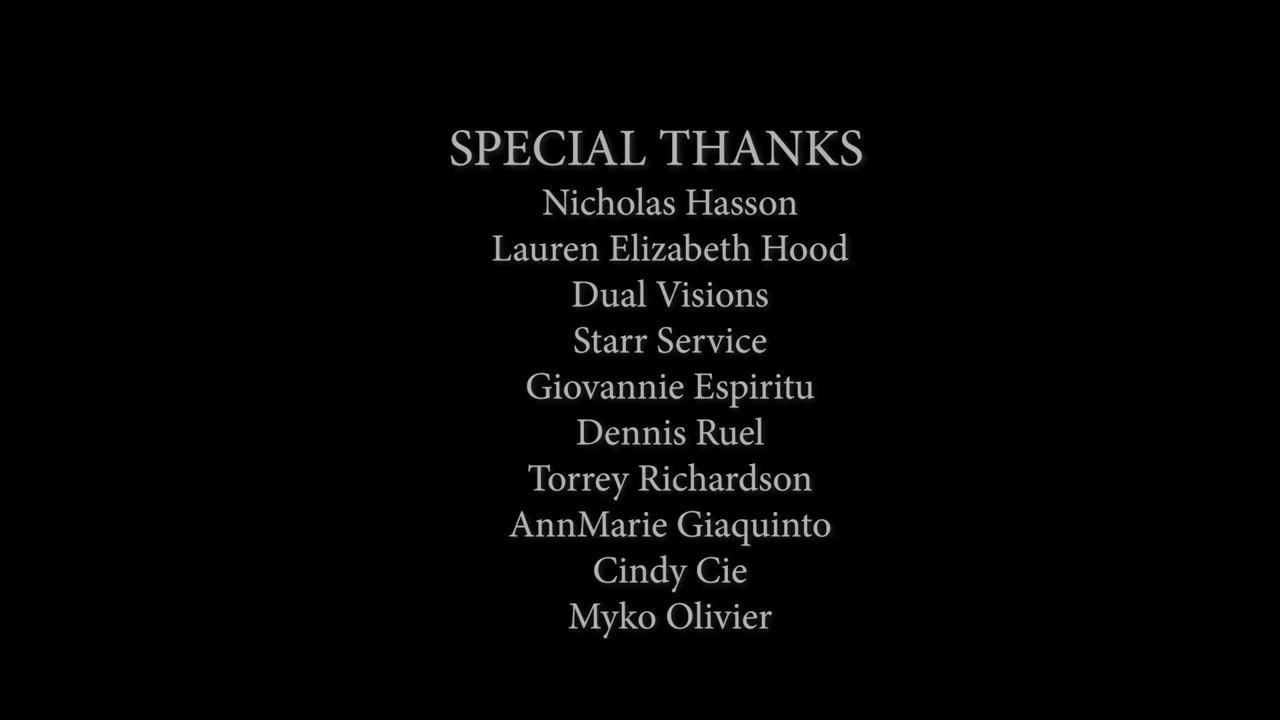 SPECIAL THANKS
Nicholas Hasson
Lauren Elizabeth Hood
Dual Visions
Starr Service
Giovannie Espiritu
Dennis Ruel
Torrey Richardson
AnnMarie Giaquinto
Cindy Cie
Myko Olivier